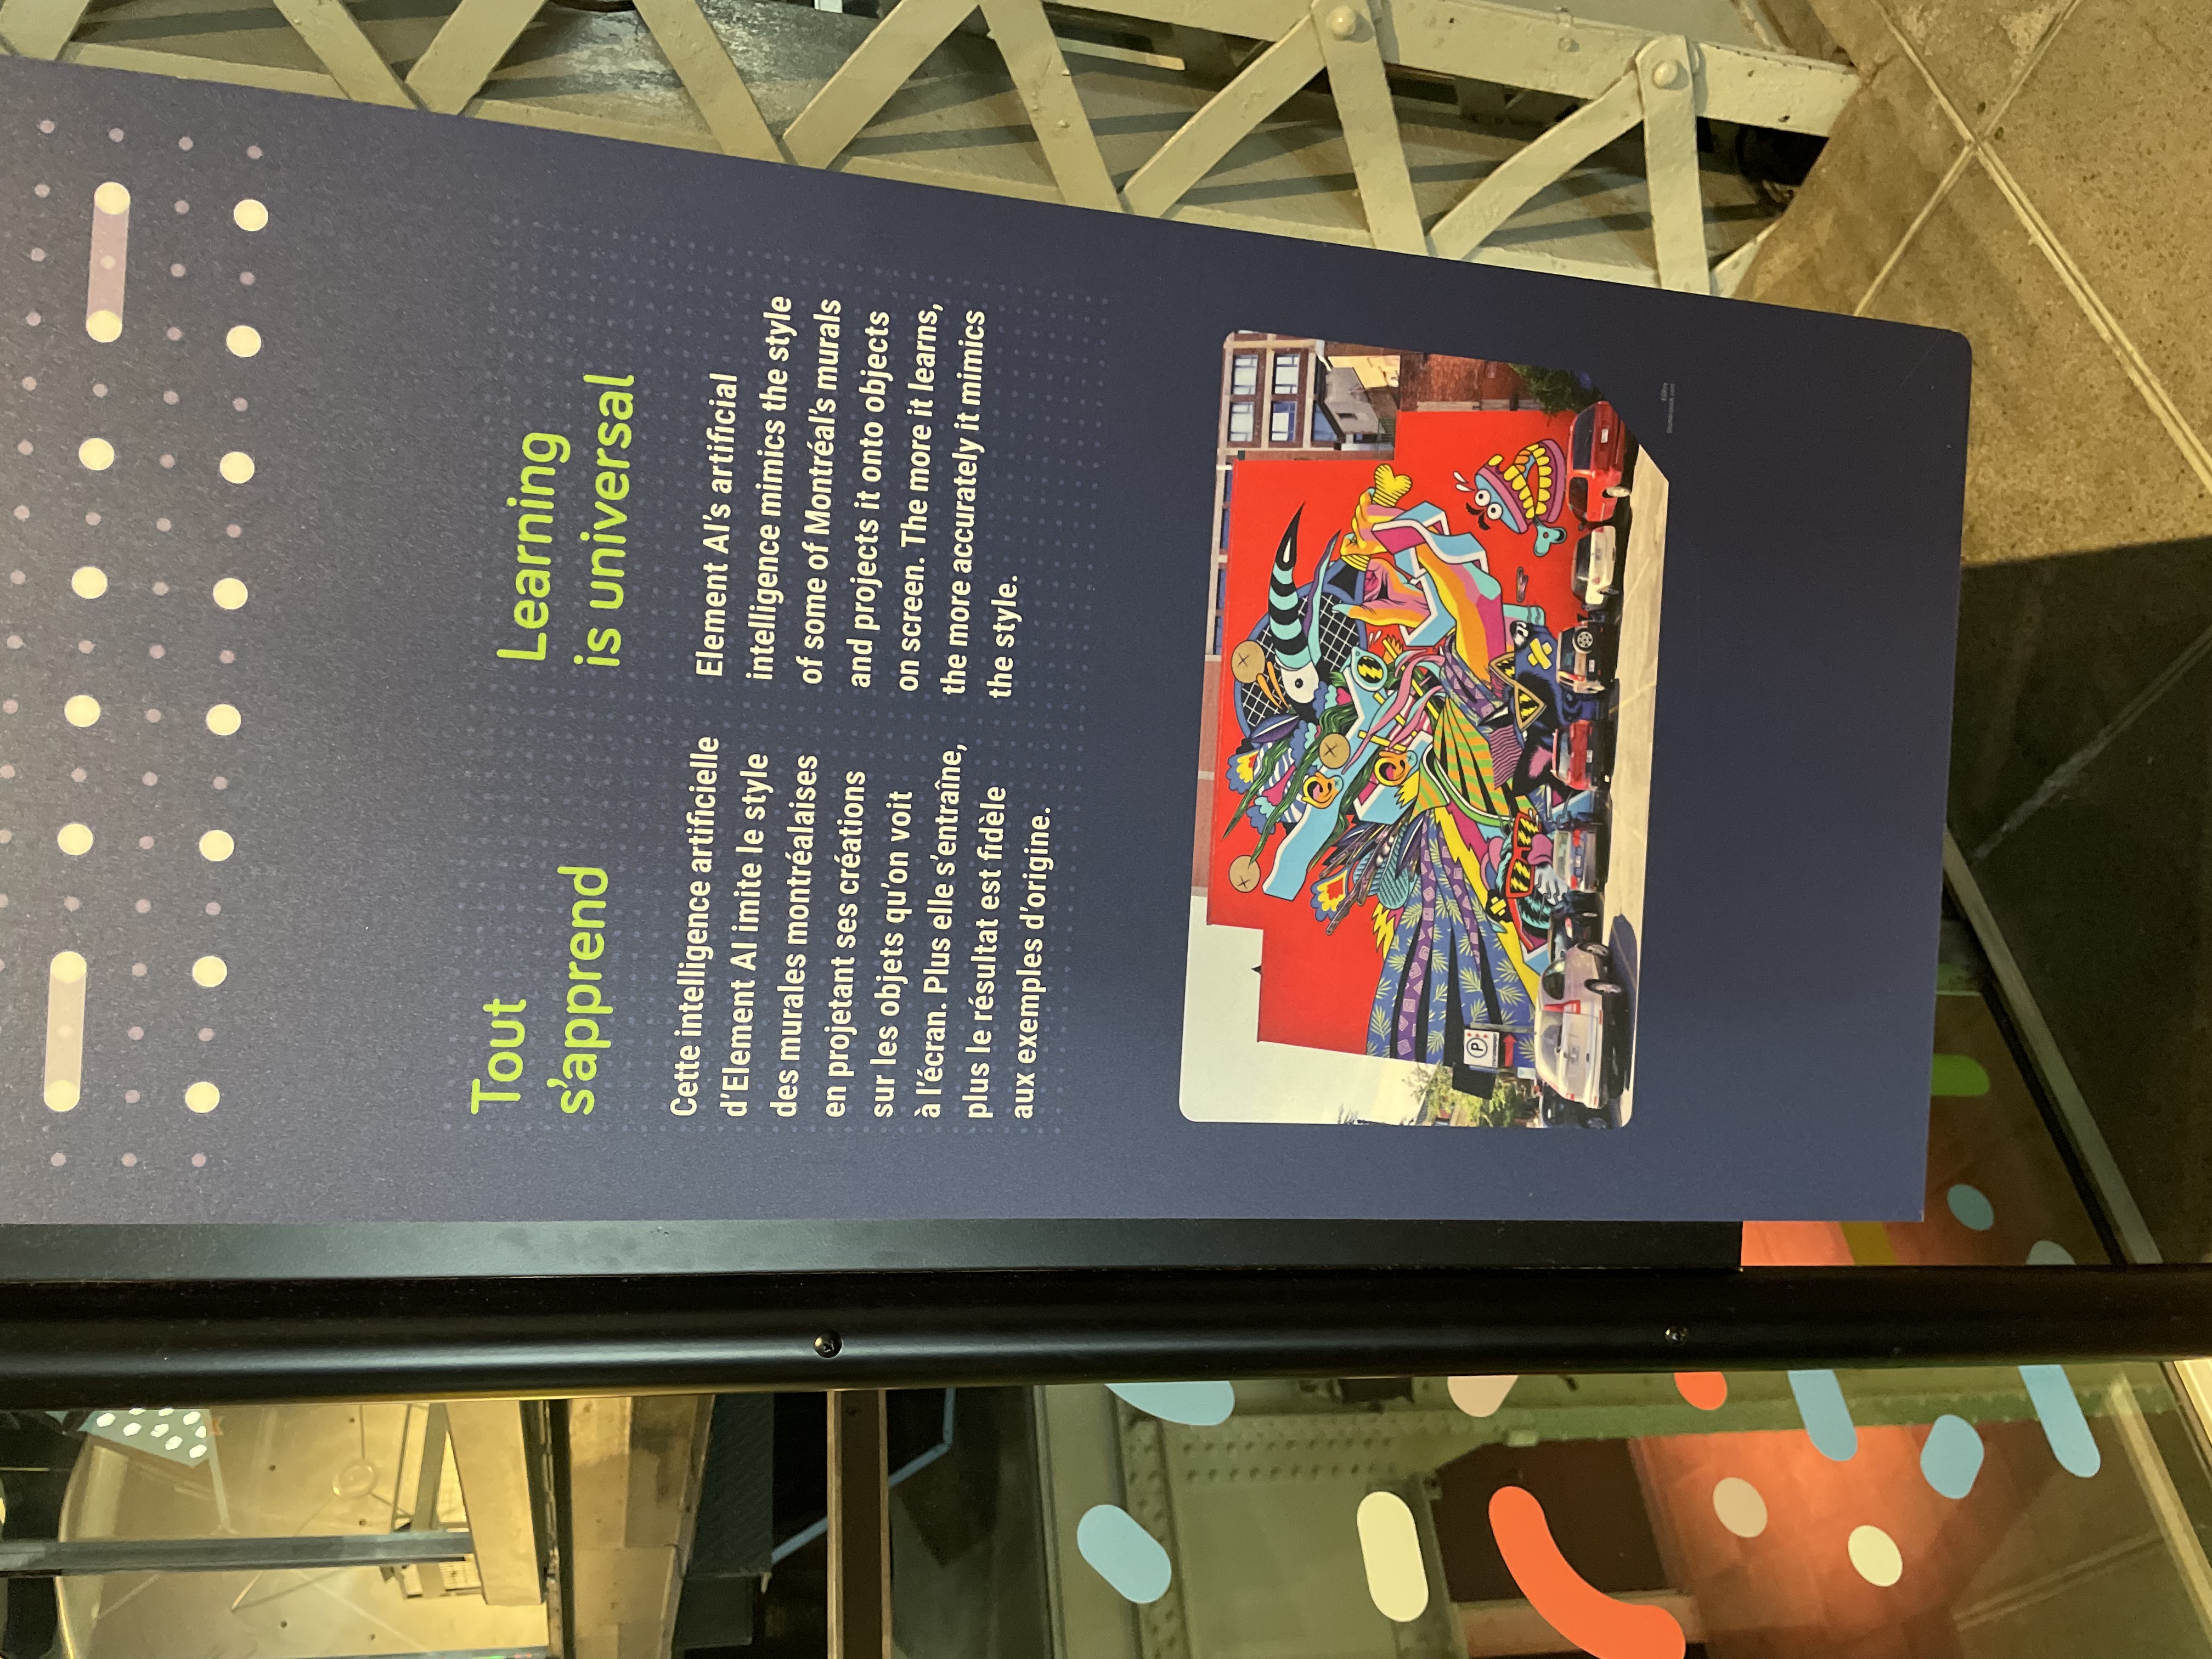 Tout
s'apprend
Cette intelligence artificielle
d'Element AI imite le style
des murales montréalaises
en projetant ses créations
sur les objets qu'on voit
à l'écran. Plus elle s'entraîne,
plus le résultat est fidèle
aux exemples d'origine.
Learning
is universal
Element AI's artificial
intelligence mimics the style
of some of Montréal's murals
and projects it onto objects
on screen. The more it learns,
the more accurately it mimics
the style.
P
Shutterstock.com